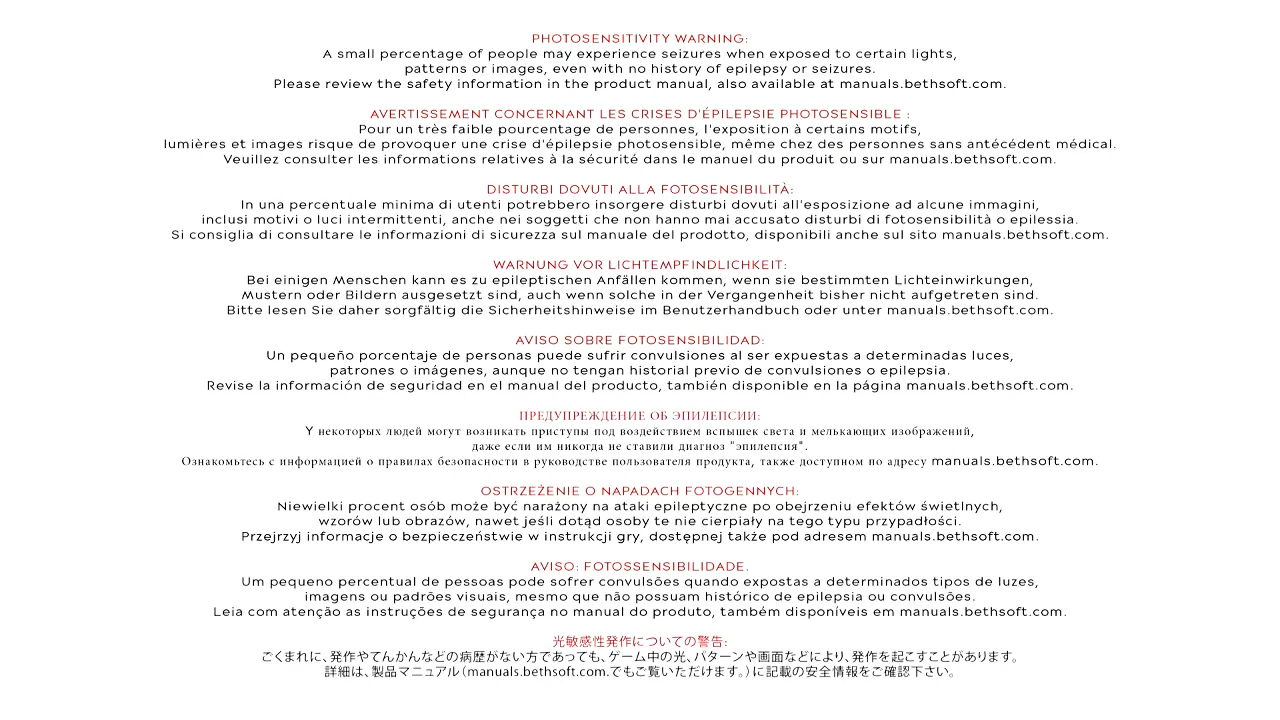 PHOTOSENSITIVITY WARNING:
A small percentage of people may experience seizures when exposed to certain lights,
patterns or images, even with no history of epilepsy or seizures.
Please review the safety information in the product manual, also available at manuals.bethsoft.com.
AVERTISSEMENT CONCERNANT LES CRISES D'ÉPILEPSIE PHOTOSENSIBLE :
Pour un très faible pourcentage de personnes, l'exposition à certains motifs,
lumières et images risque de provoquer une crise d'épilepsie photosensible, même chez des personnes sans antécédent médical.
Veuillez consulter les informations relatives à la sécurité dans le manuel du produit ou sur manuals.bethsoft.com.
DISTURBI DOVUTI ALLA FOTOSENSIBILITÀ:
In una percentuale minima di utenti potrebbero insorgere disturbi dovuti all'esposizione ad alcune immagini,
inclusi motivi o luci intermittenti, anche nei soggetti che non hanno mai accusato disturbi di fotosensibilità o epilessia.
Si consiglia di consultare le informazioni di sicurezza sul manuale del prodotto, disponibili anche sul sito manuals.bethsoft.com.
WARNUNG VOR LICHTEMPFINDLICHKEIT:
Bei einigen Menschen kann es zu epileptischen Anfällen kommen, wenn sie bestimmten Lichteinwirkungen,
Mustern oder Bildern ausgesetzt sind, auch wenn solche in der Vergangenheit bisher nicht aufgetreten sind.
Bitte lesen Sie daher sorgfältig die Sicherheitshinweise im Benutzerhandbuch oder unter manuals.bethsoft.com.
AVISO SOBRE FOTOSENSIBILIDAD:
Un pequeño porcentaje de personas puede sufrir convulsiones al ser expuestas a determinadas luces,
patrones o imágenes, aunque no tengan historial previo de convulsiones o epilepsia.
Revise la información de seguridad en el manual del producto, también disponible en la página manuals.bethsoft.com.
ПРЕДУПРЕЖДЕНИЕ ОБ ЭПИЛЕПСИИ:
У некоторых людей могут возникать приступы под воздействием вспышек света и мелькающих изображений,
даже если им никогда не ставили диагноз "эпилепсия".
Ознакомьтесь с информацией о правилах безопасности в руководстве пользователя продукта, также доступном по адресу manuals.bethsoft.com.
OSTRZEŻENIE O NAPADACH FOTOGENNYCH:
Niewielki procent osób może być narażony na ataki epileptyczne po obejrzeniu efektów świetlnych,
wzorów lub obrazów, nawet jeśli dotąd osoby te nie cierpiały na tego typu przypadłości.
Przejrzyj informacje o bezpieczeństwie w instrukcji gry, dostępnej także pod adresem manuals.bethsoft.com.
AVISO: FOTOSSENSIBILIDADE.
Um pequeno percentual de pessoas pode sofrer convulsões quando expostas a determinados tipos de luzes,
imagens ou padrões visuais, mesmo que não possuam histórico de epilepsia ou convulsões.
Leia com atenção as instruções de segurança no manual do produto, também disponíveis em manuals.bethsoft.com.
光敏感性発作についての警告:
ごくまれに、発作やてんかんなどの病歴がない方であっても、ゲーム中の光、パターンや画面などにより、発作を起こすことがあります。
詳細は、製品マニュアル（manuals.bethsoft.com.でもご覧いただけます。）に記載の安全情報をご確認下さい。